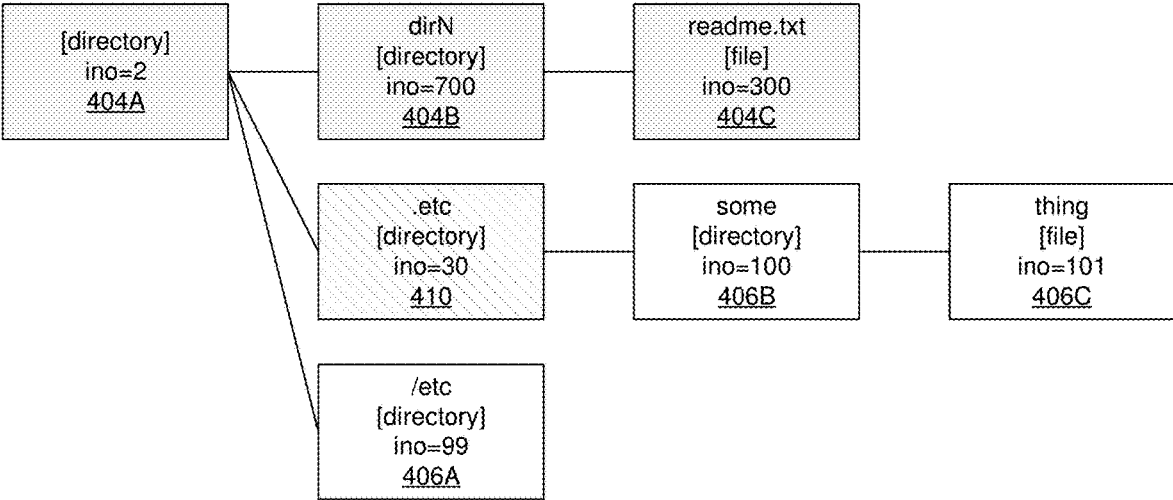 [directory]
ino=2
404A
dirN
[directory]
ino=700
404B
readme.txt
[file]
ino=300
404C
.etc
[directory]
ino=30
410
some
[directory]
ino=100
406B
thing
[file]
ino=101
406C
/etc
[directory]
ino=99
406A